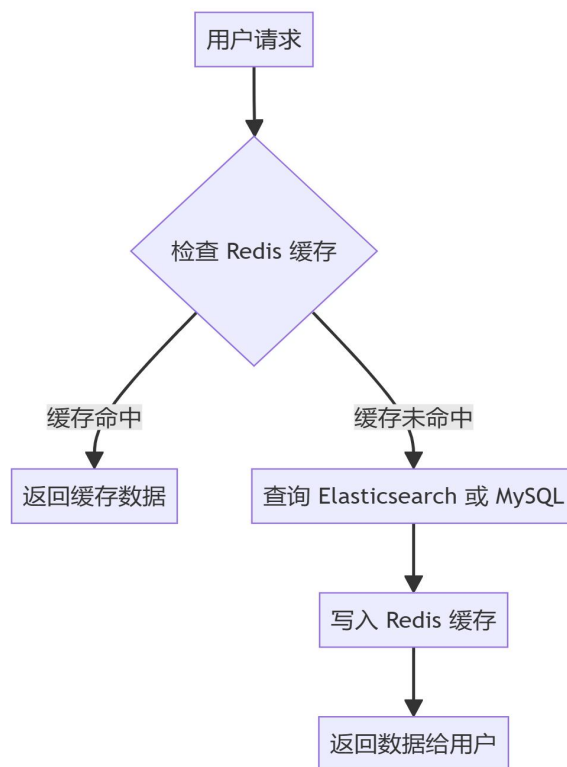 用户请求
检查 Redis 缓存
缓存命中
缓存未命中
返回缓存数据
查询 Elasticsearch 或 MySQL
写入 Redis 缓存
返回数据给用户